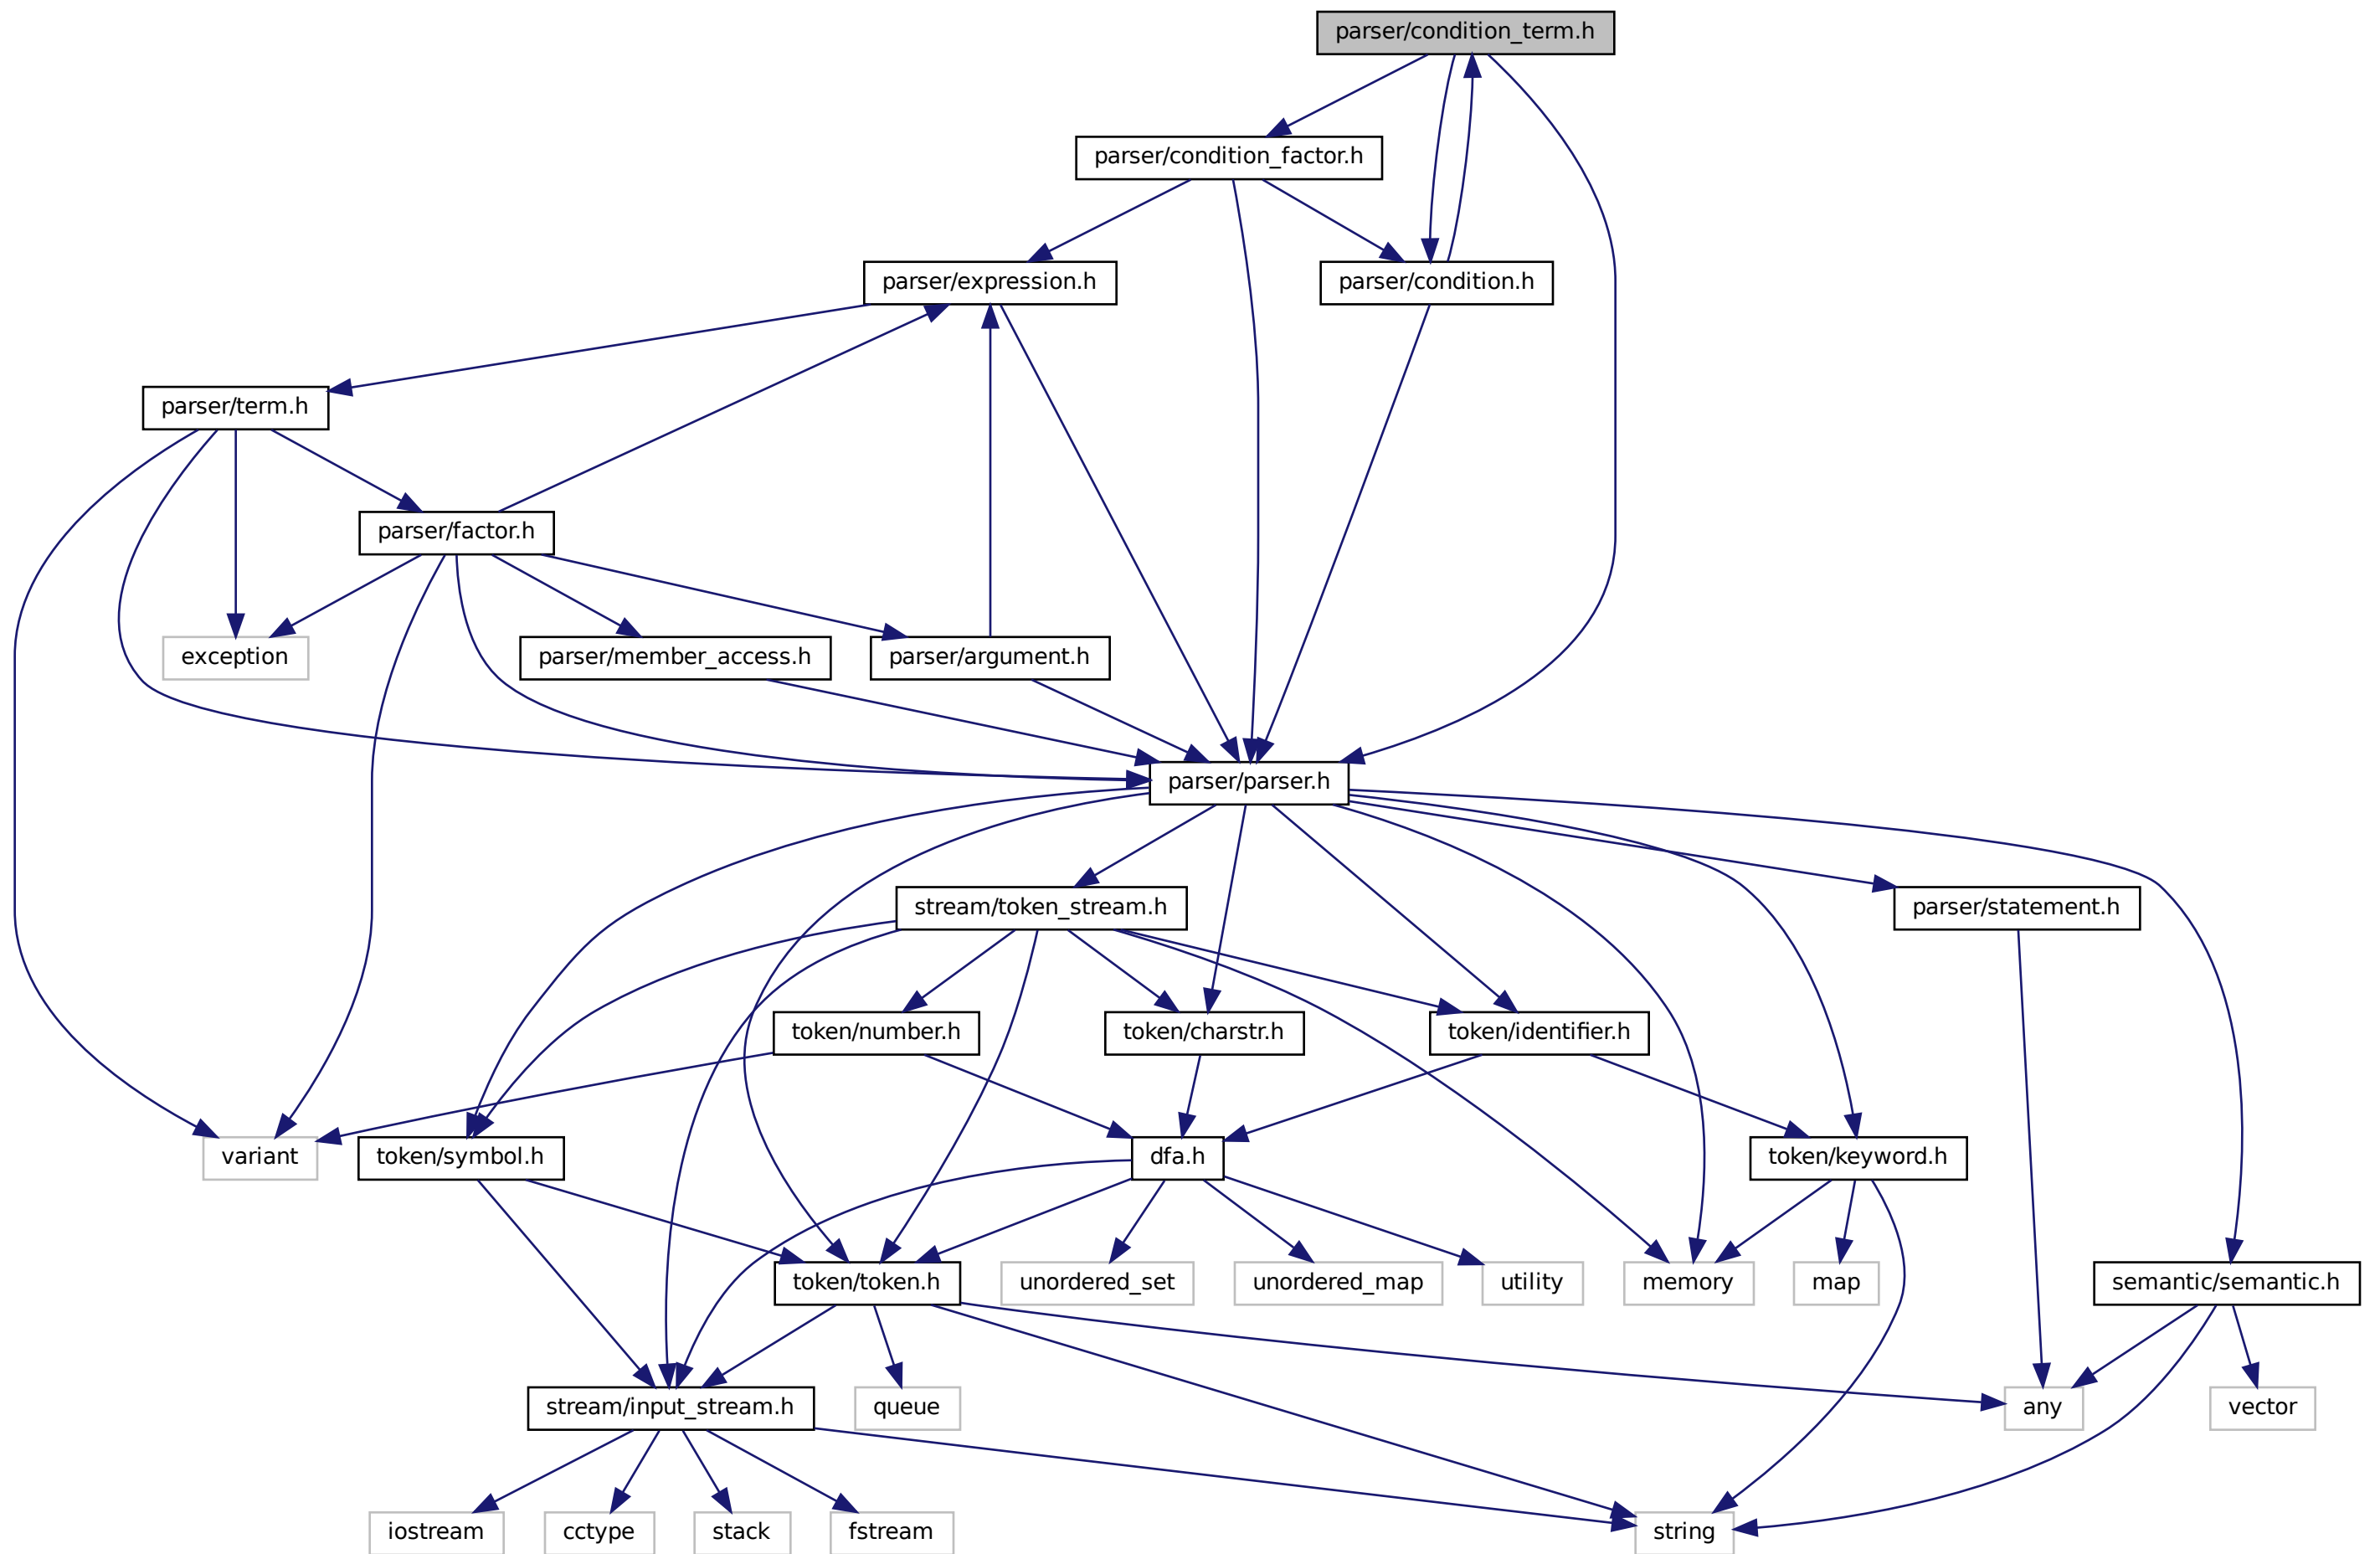 parser/condition_term.h
parser/condition_factor.h
parser/expression.h
parser/condition.h
parser/term.h
parser/factor.h
exception
parser/member_access.h
parser/argument.h
parser/parser.h
stream/token_stream.h
parser/statement.h
token/number.h
token/charstr.h
token/identifier.h
variant
token/symbol.h
dfa.h
token/keyword.h
token/token.h
unordered_set
unordered_map
utility
memory
map
semantic/semantic.h
stream/input_stream.h
queue
any
vector
iostream
cctype
stack
fstream
string